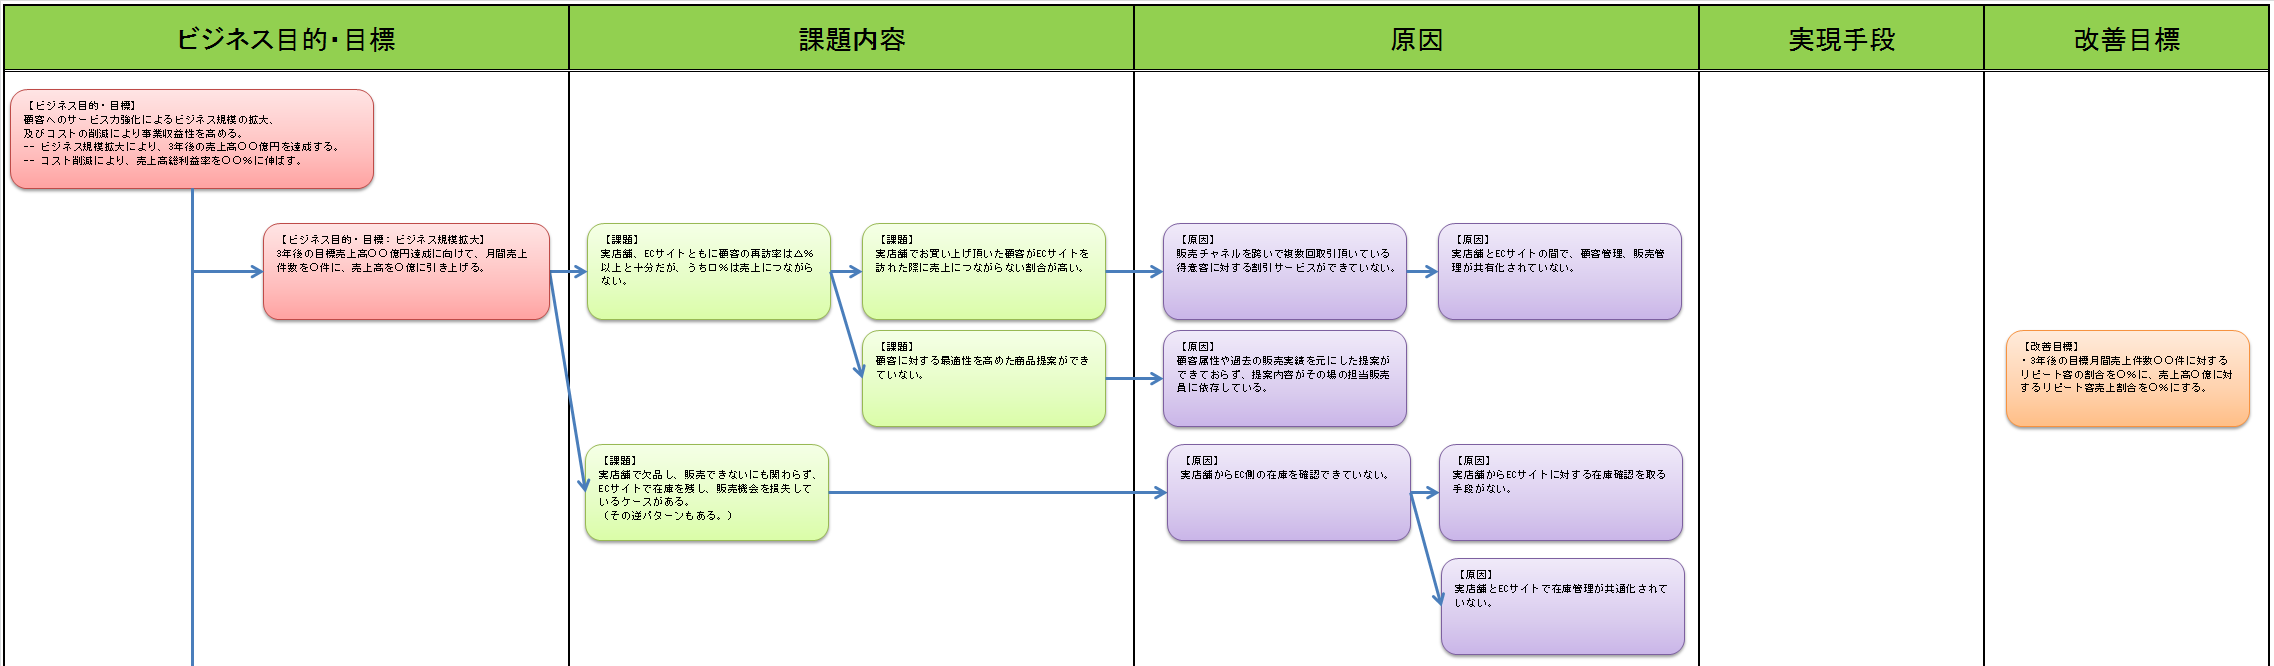 ビジネス目的・目標
課題内容
原因
実現手段
改善目標
【ビジネス目的・目標】
顧客へのサービス力強化によるビジネス規模の拡大、
及びコストの削減により事業収益性を高める。
-- ビジネス規模拡大により、3年後の売上高〇〇億円を達成する。
-- コスト削減により、売上高総利益率を〇〇%に伸ばす。
【ビジネス目的・目標：ビジネス規模拡大】
3年後の目標売上高〇〇億円達成に向けて、月間売上
件数を〇件に、売上高を〇億に引き上げる。
【課題】
実店舗、ECサイトともに顧客の再訪率は△%
以上と十分だが、うち□%は売上につながら
ない。
【課題】
実店舗でお買い上げ頂いた顧客がECサイトを
訪れた際に売上につながらない割合が高い。
【原因】
販売チャネルを跨いで複数回取引頂いている
得意客に対する割引サービスができていない。
【原因】
実店舗とECサイトの間で、顧客管理、販売管
理が共有化されていない。
【課題】
顧客に対する最適性を高めた商品提案ができ
ていない。
【原因】
顧客属性や過去の販売実績を元にした提案が
できておらず、提案内容がその場の担当販売
員に依存している。
【改善目標】
・3年後の目標月間売上件数〇〇件に対する
リピート客の割合を〇%に、売上高〇億に対
するリピート客売上割合を〇%にする。
【課題】
実店舗で欠品し、販売できないにも関わらず、
ECサイトで在庫を残し、販売機会を損失して
いるケースがある。
（その逆パターンもある。）
【原因】
実店舗からEC側の在庫を確認できていない。
【原因】
実店舗からECサイトに対する在庫確認を取る
手段がない。
【原因】
実店舗とECサイトで在庫管理が共通化されて
いない。